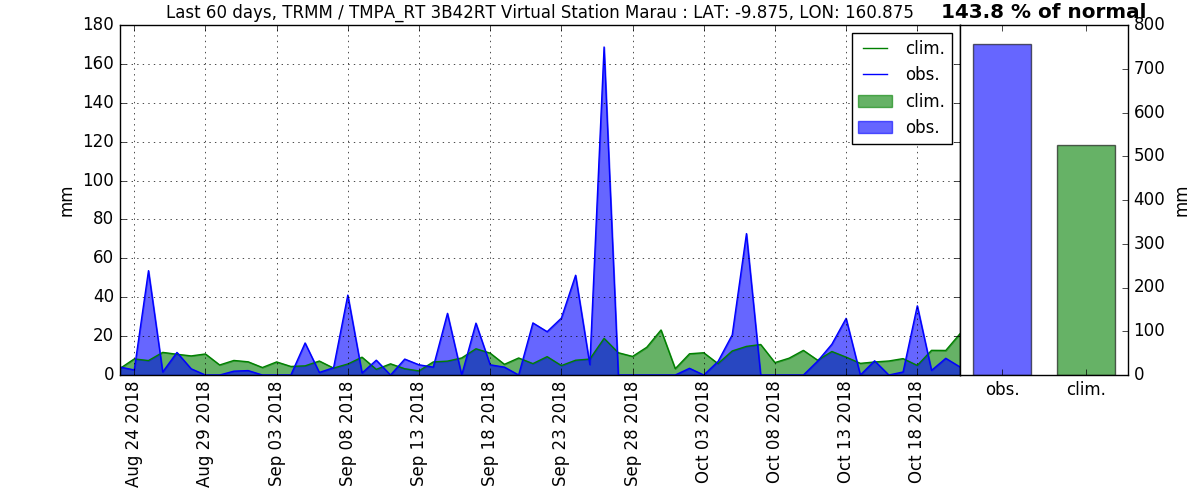 Last 60 days, TRMM / TMPA_RT 3B42RT Virtual Station Marau : LAT: -9.875, LON: 160.875
143.8 % of normal
180
160
140
120
100
80
60
40
20
0
mm
clim.
obs.
clim.
obs.
Aug 24 2018
Aug 29 2018
Sep 03 2018
Sep 08 2018
Sep 13 2018
Sep 18 2018
Sep 23 2018
Sep 28 2018
Oct 03 2018
Oct 08 2018
Oct 13 2018
Oct 18 2018
800
700
600
500
400
300
200
100
0
mm
obs.
clim.